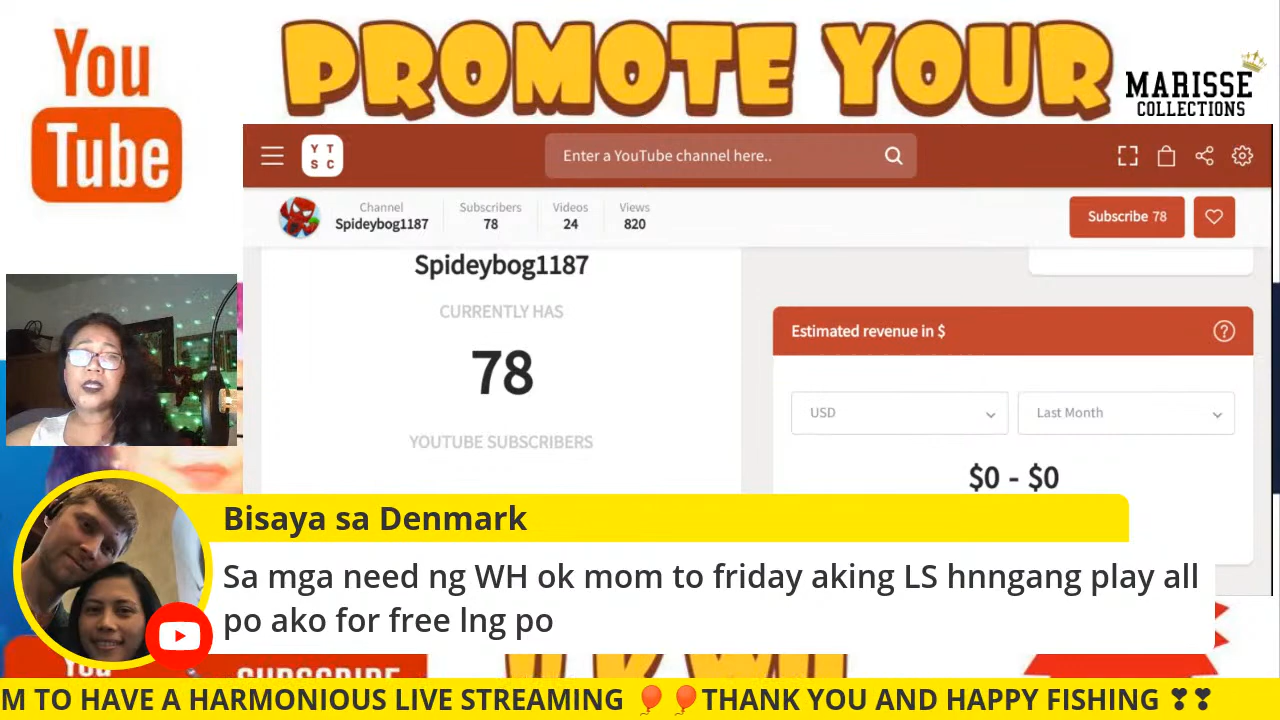 You
Tube
PROMOTE YOUR
MARISSE
COLLECTIONS
Y T
S C
Enter a YouTube channel here..
Channel
Spideybog1187
Subscribers
78
Videos
24
Views
820
Subscribe 78
Spideybog1187
CURRENTLY HAS
78
YOUTUBE SUBSCRIBERS
Estimated revenue in $
?
USD
Last Month
$0 - $0
Bisaya sa Denmark
Sa mga need ng WH ok mom to friday aking LS hnngang play all
po ako for free lng po
You
SUBSCRIBE
M TO HAVE A HARMONIOUS LIVE STREAMING 🎈🎈THANK YOU AND HAPPY FISHING ❣❣